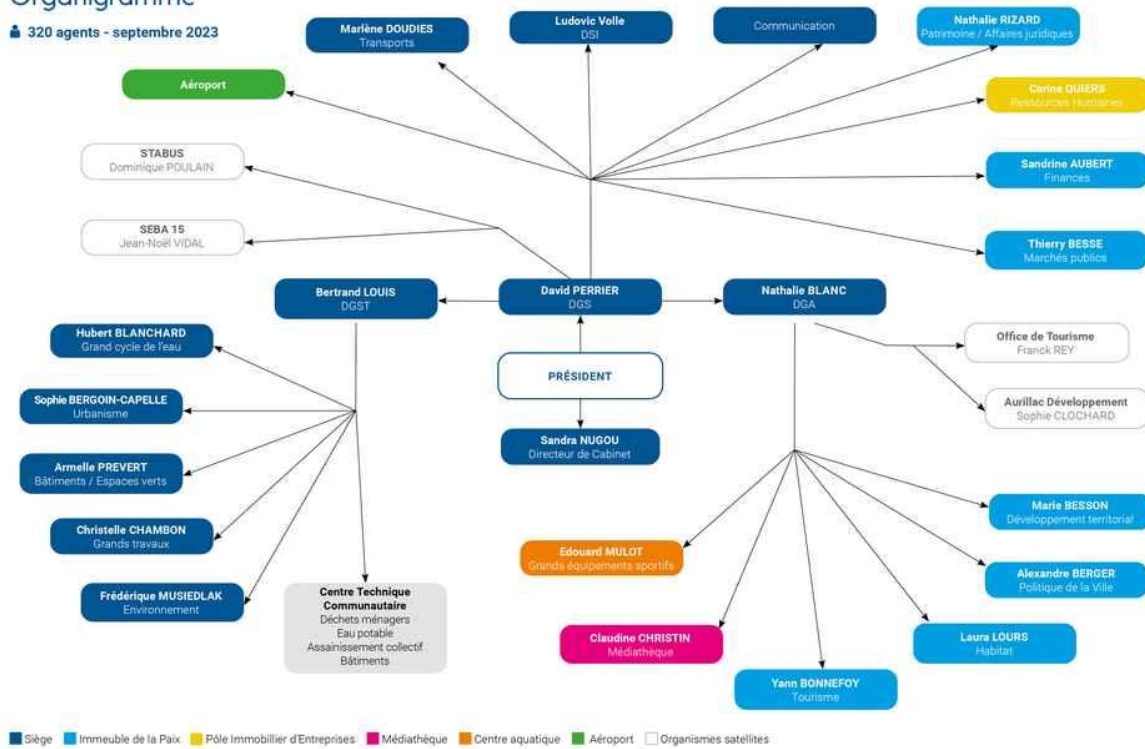 Organigramme
320 agents - septembre 2023
Marlène DOUDIES
Transports
Ludovic Volle
DSI
Communication
Nathalie RIZARD
Patrimoine / Affaires juridiques
Aéroport
Carine QUIERS
Ressources Humaines
STABUS
Dominique POULAIN
Sandrine AUBERT
Finances
SEBA 15
Jean-Noël VIDAL
Thierry BESSE
Marchés publics
Bertrand LOUIS
DGST
David PERRIER
DGS
Nathalie BLANC
DGA
Hubert BLANCHARD
Grand cycle de l'eau
Office de Tourisme
Franck REY
PRÉSIDENT
Sophie BERGOIN-CAPELLE
Urbanisme
Aurillac Développement
Sophie CLOCHARD
Sandra NUGOU
Directeur de Cabinet
Armelle PREVERT
Bâtiments / Espaces verts
Marie BESSON
Développement territorial
Christelle CHAMBON
Grands travaux
Edouard MULOT
Grands équipements sportifs
Alexandre BERGER
Politique de la Ville
Frédérique MUSIEDLAK
Environnement
Centre Technique
Communautaire
Déchets ménagers
Eau potable
Assainissement collectif
Bâtiments
Claudine CHRISTIN
Médiathèque
Laura LOURS
Habitat
Yann BONNEFOY
Tourisme
Siège Immeuble de la Paix Pôle Immobillier d'Entreprises Médiathèque Centre aquatique Aéroport Organismes satellites